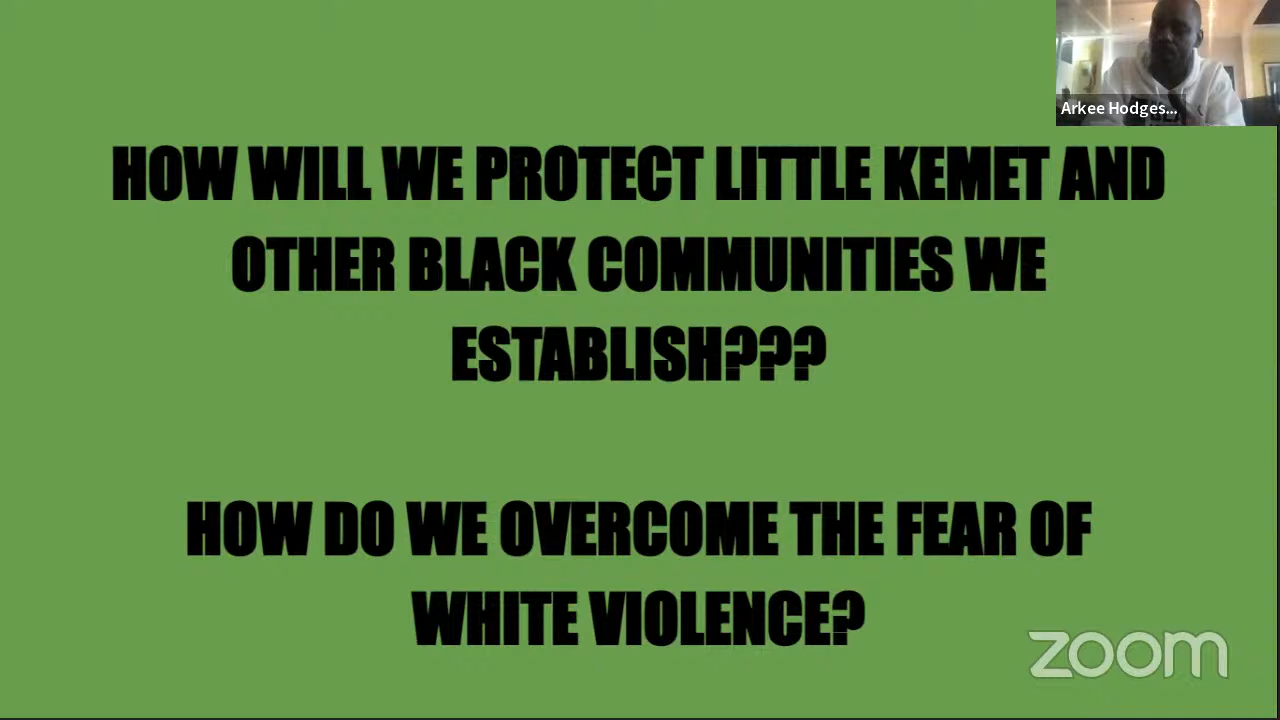 Arkee Hodges...
HOW WILL WE PROTECT LITTLE KEMET AND
OTHER BLACK COMMUNITIES WE
ESTABLISH???
HOW DO WE OVERCOME THE FEAR OF
WHITE VIOLENCE?
zoom